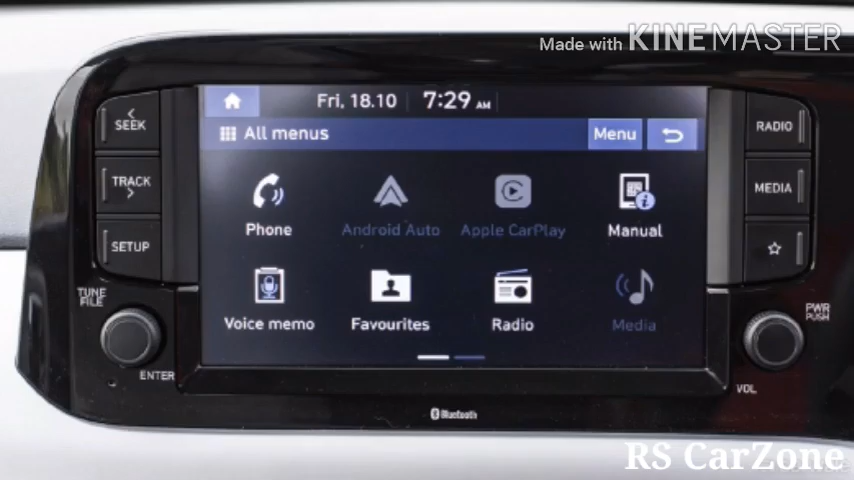 Made with KINEMASTER
Fri, 18.10 7:29 AM
All menus Menu
SEEK
TRACK
SETUP
RADIO
MEDIA
Phone Android Auto Apple CarPlay Manual
Voice memo Favourites Radio Media
TUNE
FILE
ENTER
PWR
PUSH
VOL
Bluetooth
RS CarZone